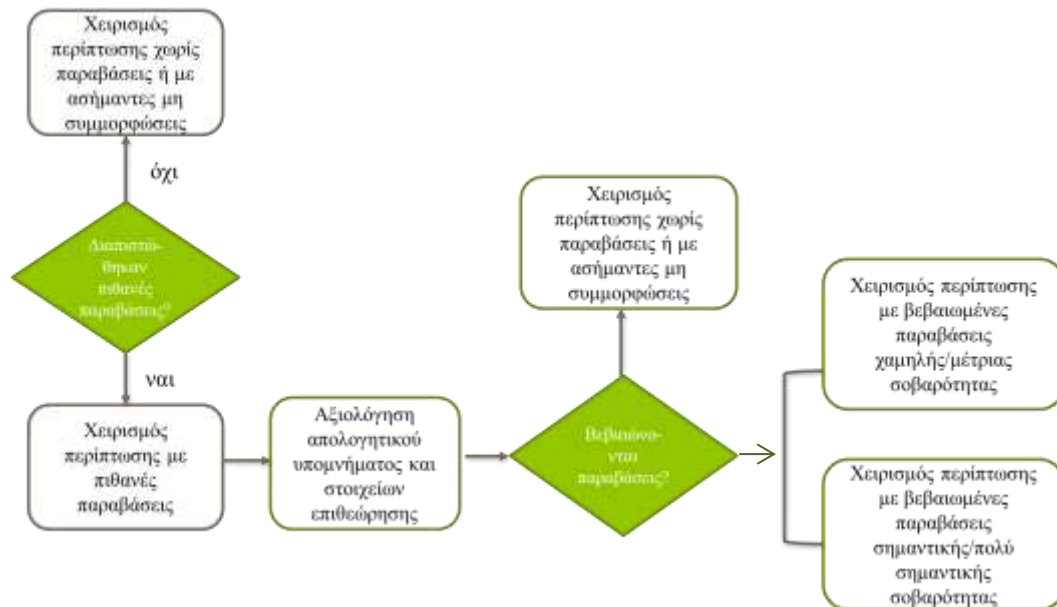 Χειρισμός
περίπτωσης χωρίς
παραβάσεις ή με
ασήμαντες μη
συμμορφώσεις
όχι
Διαπιστώ-
θηκαν
πιθανές
παραβάσεις?
ναι
Χειρισμός
περίπτωσης με
πιθανές
παραβάσεις
Αξιολόγηση
απολογητικού
υπομνήματος και
στοιχείων
επιθεώρησης
Χειρισμός
περίπτωσης χωρίς
παραβάσεις ή με
ασήμαντες μη
συμμορφώσεις
Βεβαιώνο-
νται
παραβάσεις?
Χειρισμός περίπτωσης
με βεβαιωμένες
παραβάσεις
χαμηλής/μέτριας
σοβαρότητας
Χειρισμός περίπτωσης
με βεβαιωμένες
παραβάσεις
σημαντικής/πολύ
σημαντικής
σοβαρότητας